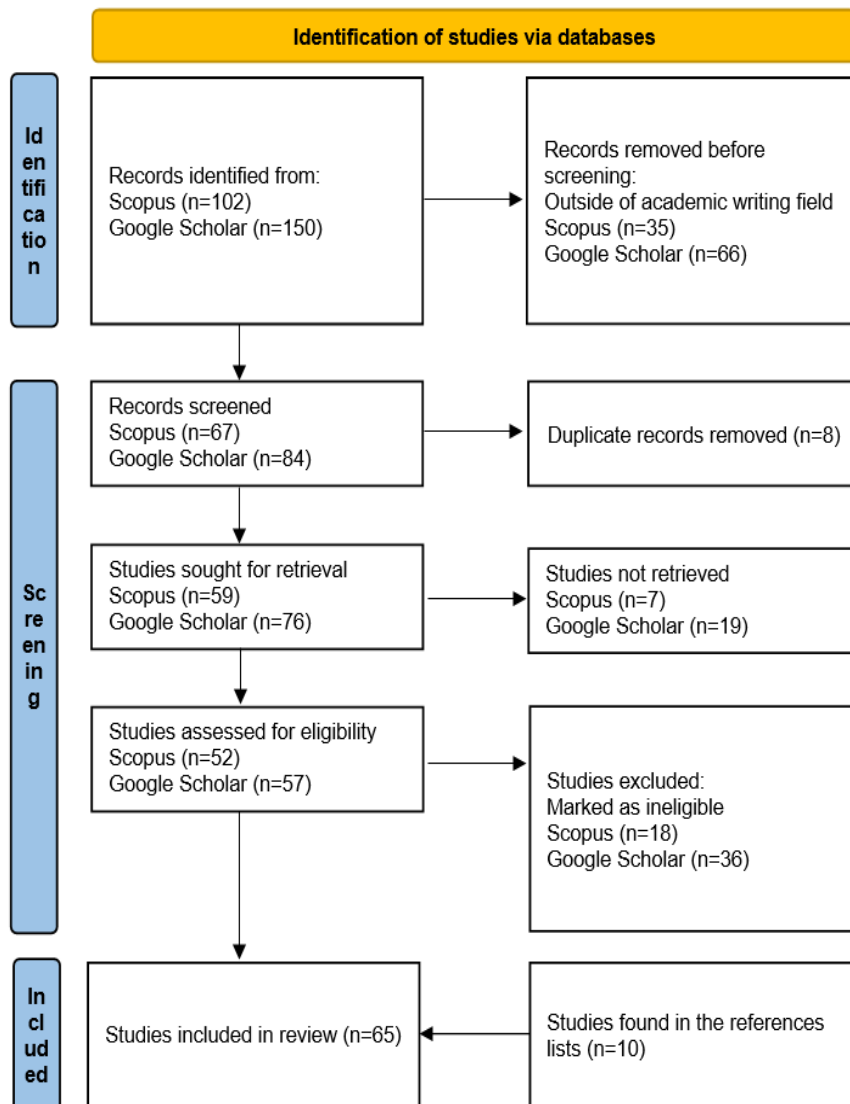 Identification of studies via databases
Id
en
tifi
ca
tio
n
Records identified from:
Scopus (n=102)
Google Scholar (n=150)
Records removed before
screening:
Outside of academic writing field
Scopus (n=35)
Google Scholar (n=66)
Sc
re
en
in
g
Records screened
Scopus (n=67)
Google Scholar (n=84)
Duplicate records removed (n=8)
Studies sought for retrieval
Scopus (n=59)
Google Scholar (n=76)
Studies not retrieved
Scopus (n=7)
Google Scholar (n=19)
Studies assessed for eligibility
Scopus (n=52)
Google Scholar (n=57)
Studies excluded:
Marked as ineligible
Scopus (n=18)
Google Scholar (n=36)
In
cl
ud
ed
Studies included in review (n=65)
Studies found in the references
lists (n=10)